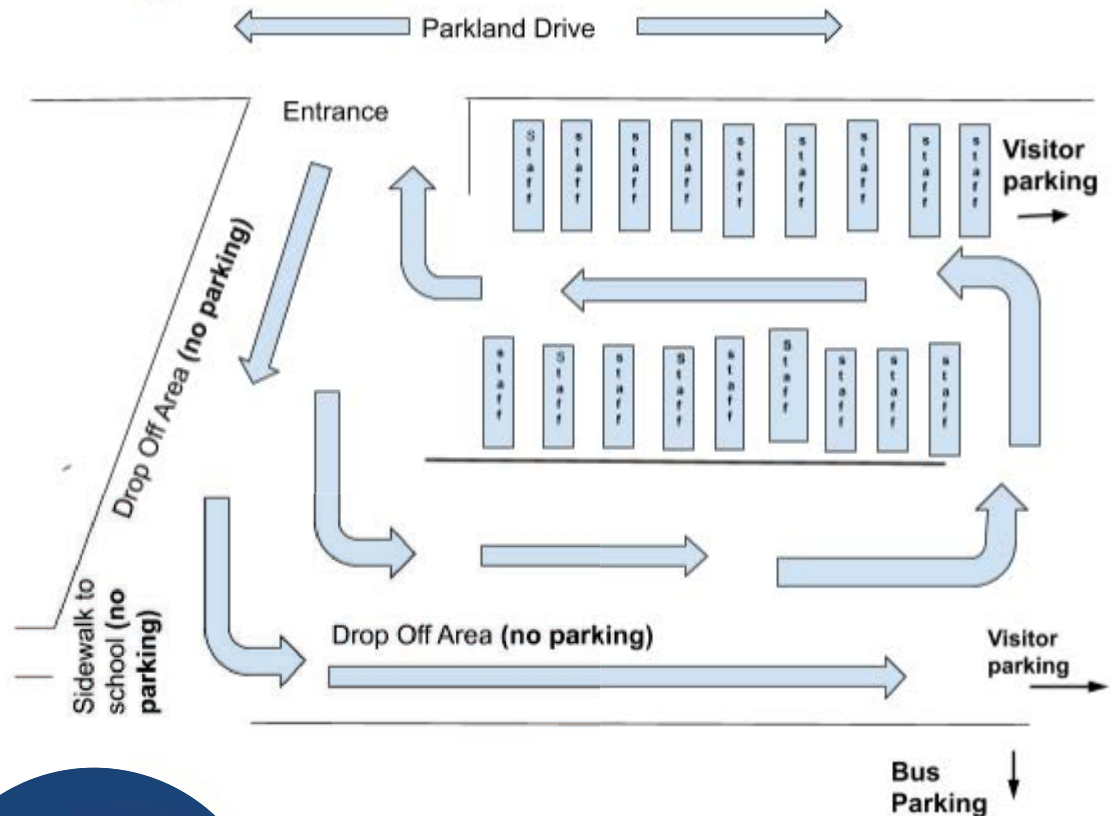 Parkland Drive
Entrance
Staff
staff
staff
staff
staff
staff
staff
staff
staff
Visitor
parking
Drop Off Area (no parking)
staff
Staff
staff
Staff
staff
Staff
staff
staff
staff
Sidewalk to
school (no
parking)
Drop Off Area (no parking)
Visitor
parking
Bus
Parking